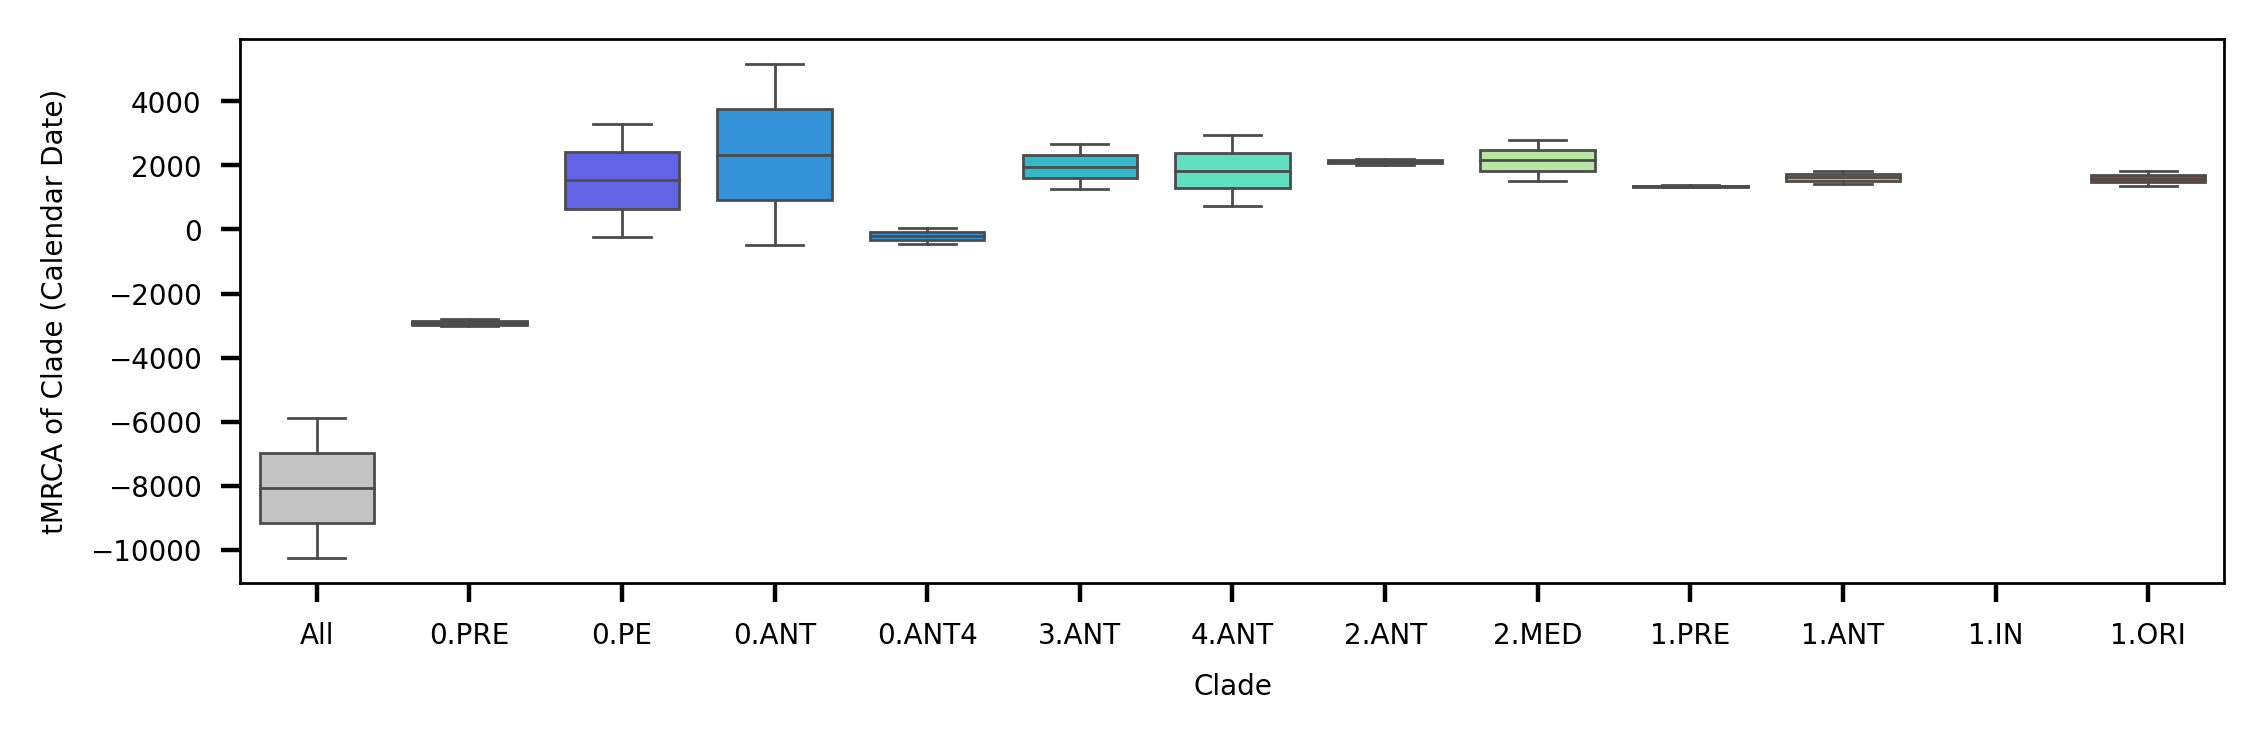 tMRCA of Clade (Calendar Date)
4000
2000
0
−2000
−4000
−6000
−8000
−10000
All 0.PRE 0.PE 0.ANT 0.ANT4 3.ANT 4.ANT 2.ANT 2.MED 1.PRE 1.ANT 1.IN 1.ORI
Clade